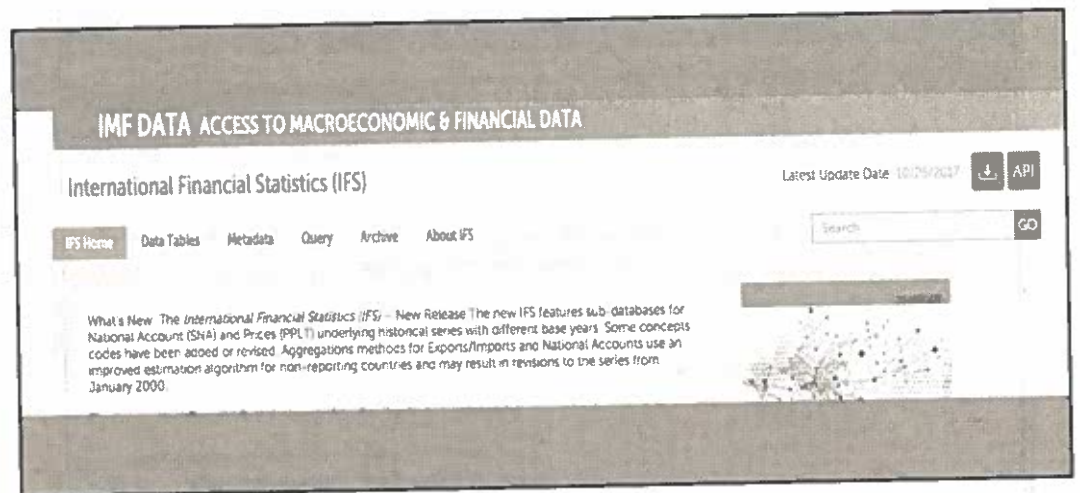 IMF DATA ACCESS TO MACROECONOMIC & FINANCIAL DATA
International Financial Statistics (IFS)
Latest Update Date
API
IFS Home Data Tables Metadata Query Archive About IFS
Search GO
What's New The International Financial Statistics (IFS) – New Release The new IFS features sub-databases for
National Account (SNA) and Prices (PPLT) underlying historical series with different base years. Some concepts
codes have been added or revised. Aggregations methods for Exports/Imports and National Accounts use an
improved estimation algorithm for non-reporting countries and may result in revisions to the series from
January 2000